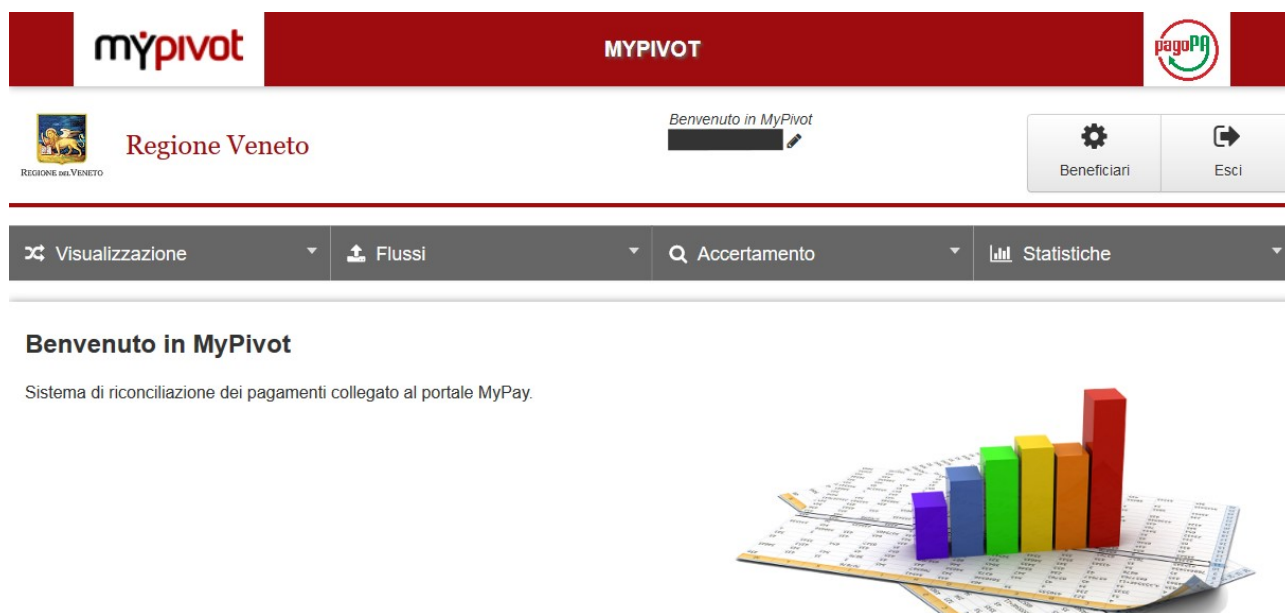 mypivot
MYPIVOT
pagoPA
REGIONE DEL VENETO
Regione Veneto
Benvenuto in MyPivot
Beneficiari
Esci
Visualizzazione
Flussi
Accertamento
Statistiche
Benvenuto in MyPivot
Sistema di riconciliazione dei pagamenti collegato al portale MyPay.